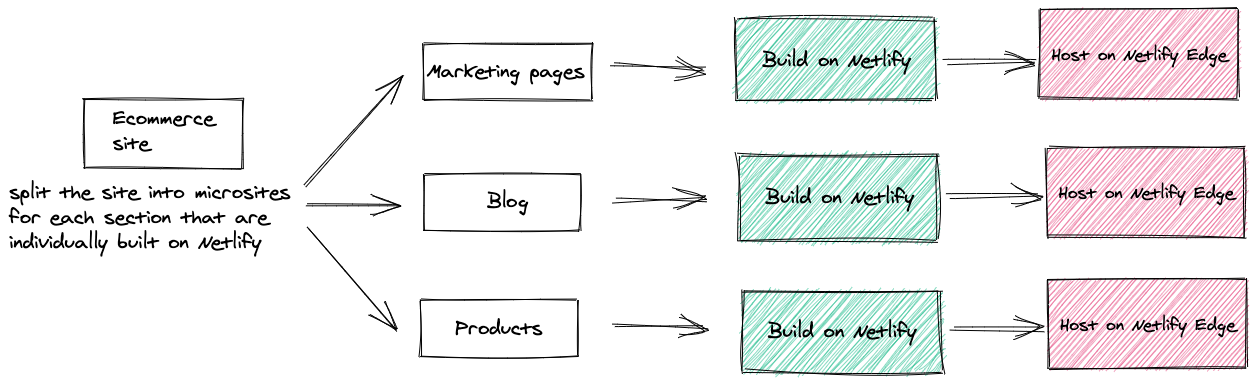 Ecommerce
site
split the site into microsites
for each section that are
individually built on Netlify
Marketing pages
Build on Netlify
Host on Netlify Edge
Blog
Build on Netlify
Host on Netlify Edge
Products
Build on Netlify
Host on Netlify Edge